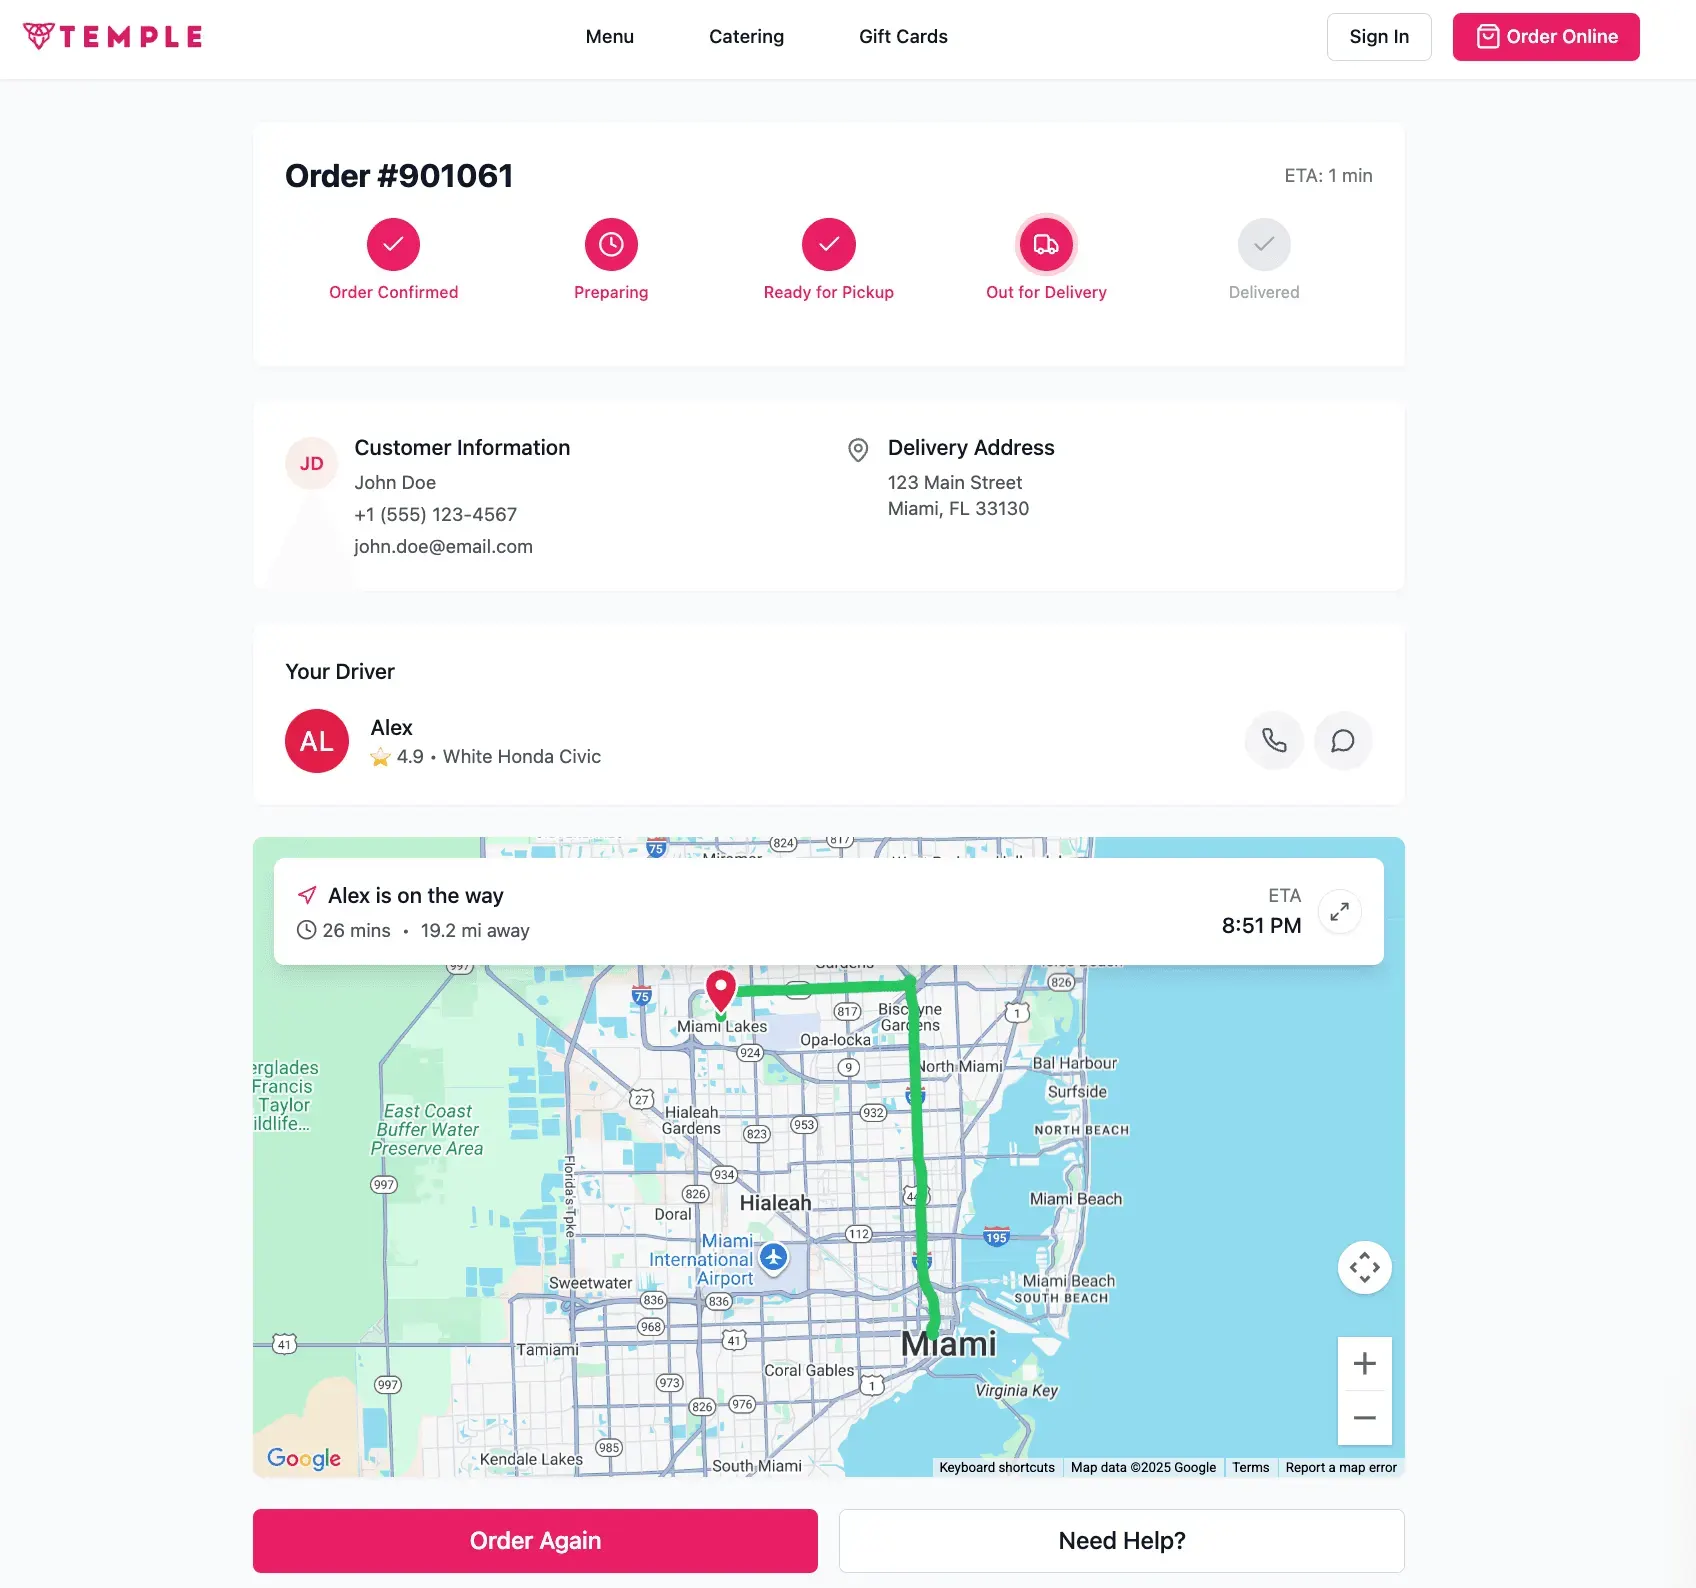 TEMPLE
Menu
Catering
Gift Cards
Sign In
Order Online
Order #901061
ETA: 1 min
Order Confirmed
Preparing
Ready for Pickup
Out for Delivery
Delivered
JD
Customer Information
John Doe
+1 (555) 123-4567
john.doe@email.com
Delivery Address
123 Main Street
Miami, FL 33130
Your Driver
AL
Alex
4.9 • White Honda Civic
75
824
817
Alex is on the way
26 mins • 19.2 mi away
ETA
8:51 PM
997
826
75
1
817
Biscayne
Gardens
Miami Lakes
Opa-locka
924
9
North Miami
Bal Harbour
Surfside
27
Hialeah
Gardens
932
953
823
NORTH BEACH
East Coast
Buffer Water
Preserve Area
Francis
Taylor
997
934
826
Florida's Tpke
Hialeah
Doral
Miami Beach
112
195
Miami
International
Airport
Sweetwater
Miami Beach
SOUTH BEACH
836
836
968
41
41
Tamiami
Miami
Coral Gables
1
973
997
826
976
Virginia Key
985
Kendale Lakes
South Miami
Google
Keyboard shortcuts
Map data ©2025 Google
Terms
Report a map error
Order Again
Need Help?